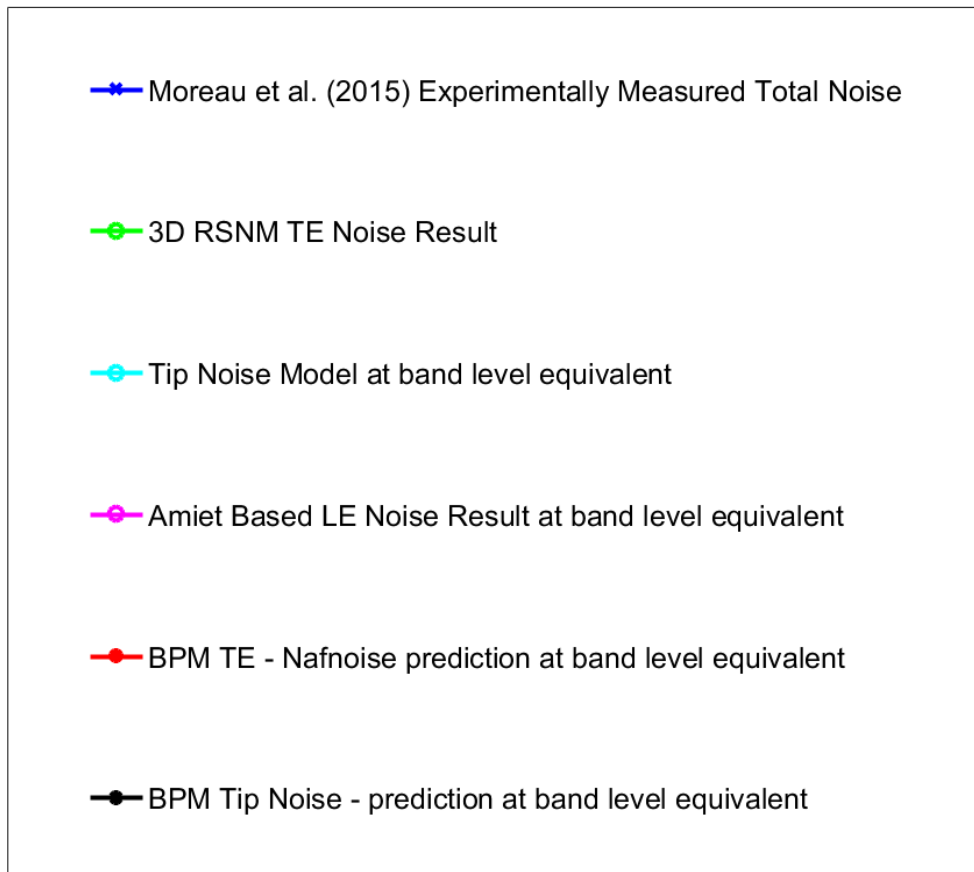 Moreau et al. (2015) Experimentally Measured Total Noise
3D RSNM TE Noise Result
Tip Noise Model at band level equivalent
Amiet Based LE Noise Result at band level equivalent
BPM TE - Nafnoise prediction at band level equivalent
BPM Tip Noise - prediction at band level equivalent